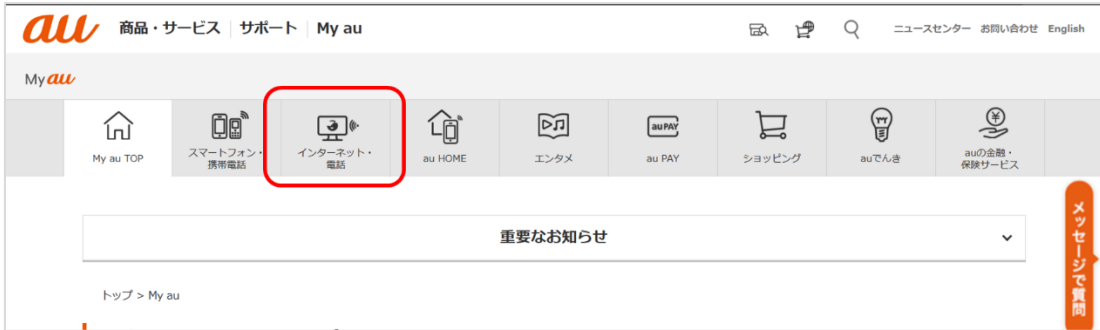 au 商品・サービス サポート My au ニュースセンター お問い合わせ English
My au
au PAY
My au TOP スマートフォン・携帯電話 インターネット・電話 au HOME エンタメ au PAY ショッピング auでんき auの金融・保険サービス
重要なお知らせ
メッセージで質問
トップ > My au